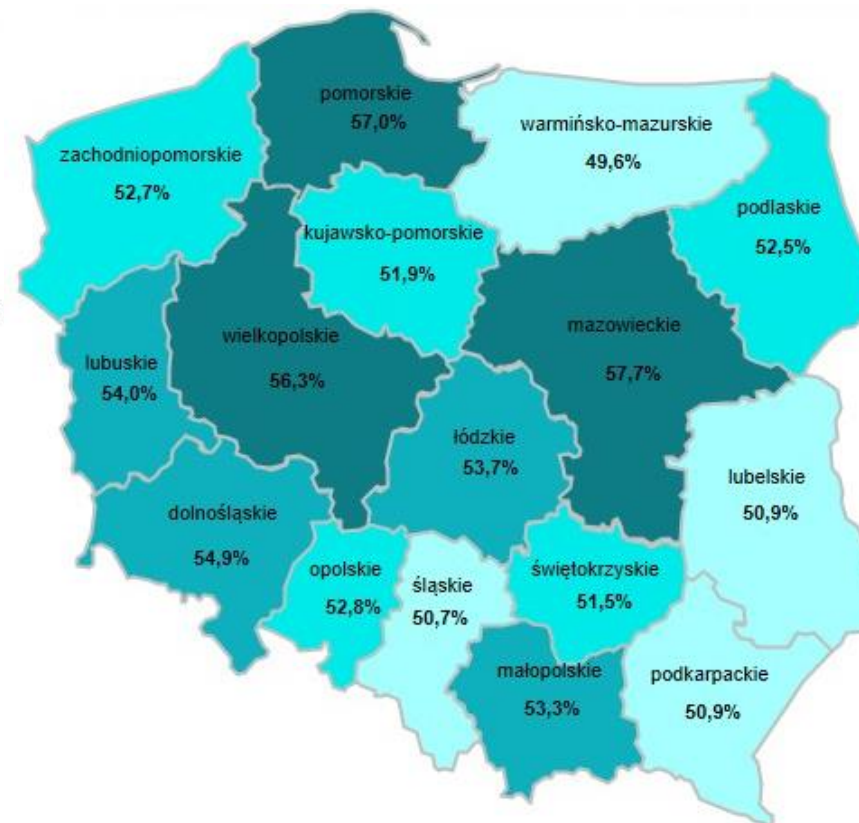 pomorskie
57,0%
warmińsko-mazurskie
49,6%
zachodniopomorskie
52,7%
podlaskie
52,5%
kujawsko-pomorskie
51,9%
mazowieckie
57,7%
wielkopolskie
56,3%
lubuskie
54,0%
łódzkie
53,7%
lubelskie
50,9%
dolnośląskie
54,9%
opolskie
52,8%
śląskie
50,7%
świętokrzyskie
51,5%
małopolskie
53,3%
podkarpackie
50,9%